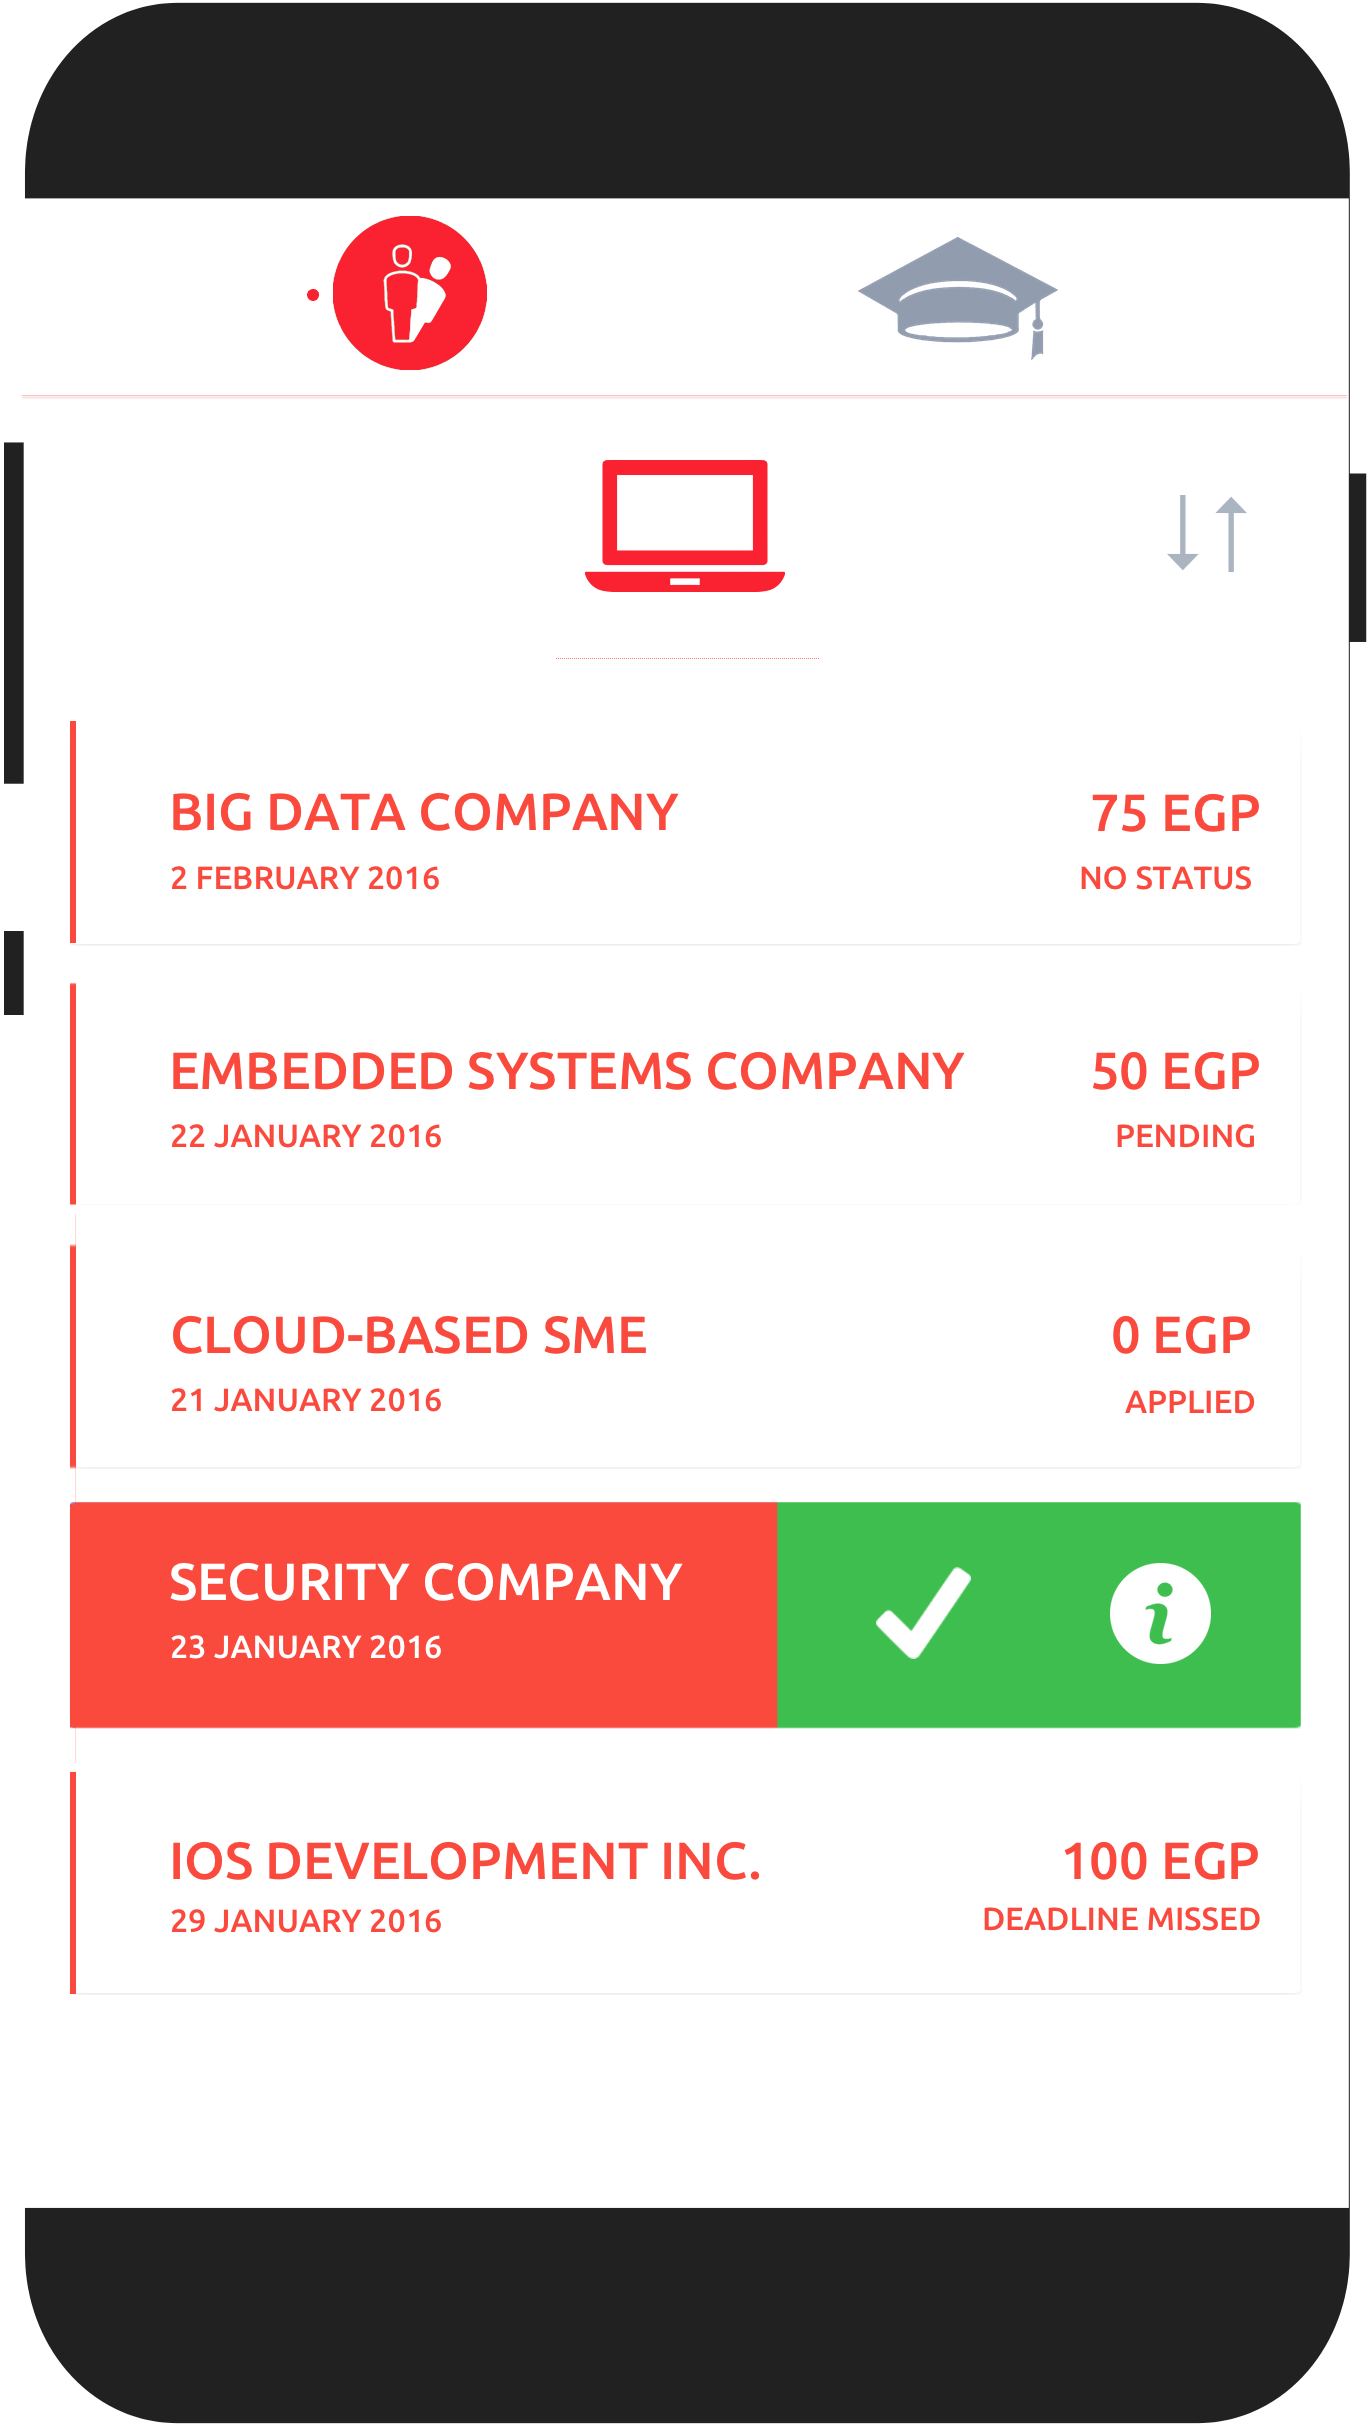 BIG DATA COMPANY 75 EGP
2 FEBRUARY 2016 NO STATUS
EMBEDDED SYSTEMS COMPANY 50 EGP
22 JANUARY 2016 PENDING
CLOUD-BASED SME 0 EGP
21 JANUARY 2016 APPLIED
SECURITY COMPANY
23 JANUARY 2016
IOS DEVELOPMENT INC. 100 EGP
29 JANUARY 2016 DEADLINE MISSED